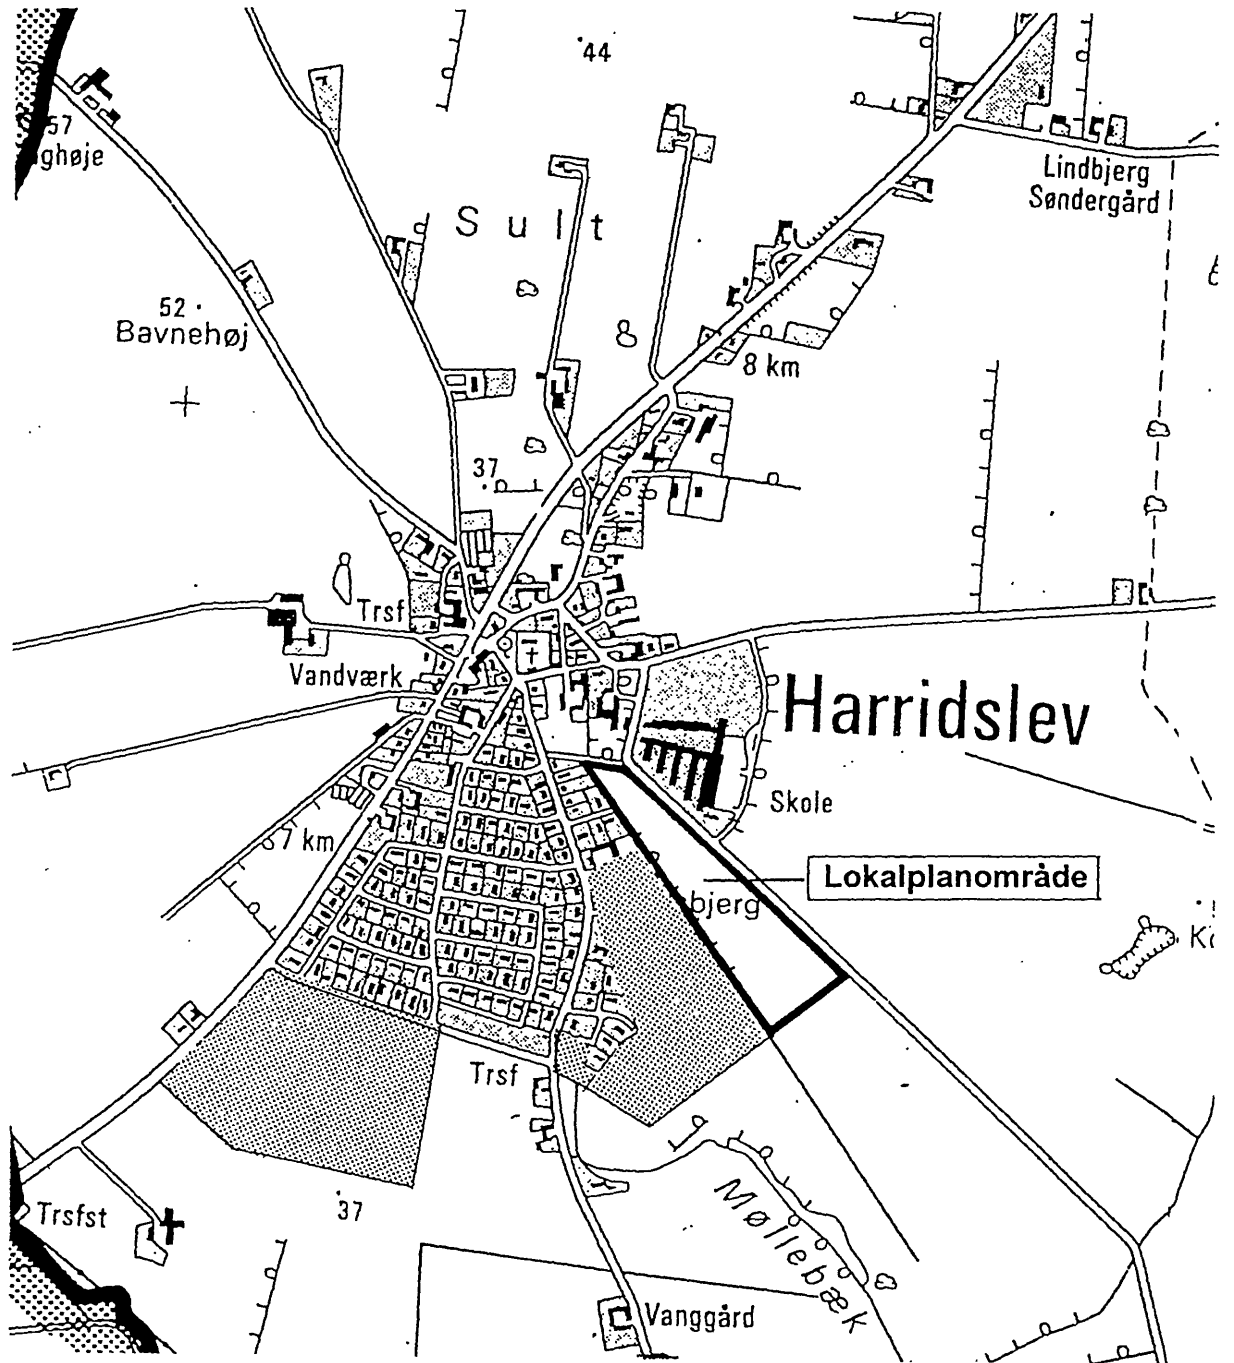 44
57
ghøje
Lindbjerg
Søndergård
Sult
52
Bavnehøj
8 km
37
Trsf
Vandværk
Harridslev
Skole
7 km
Lokalplanområde
bjerg
Trsf
Trsfst
37
Møllebæk
Vanggård